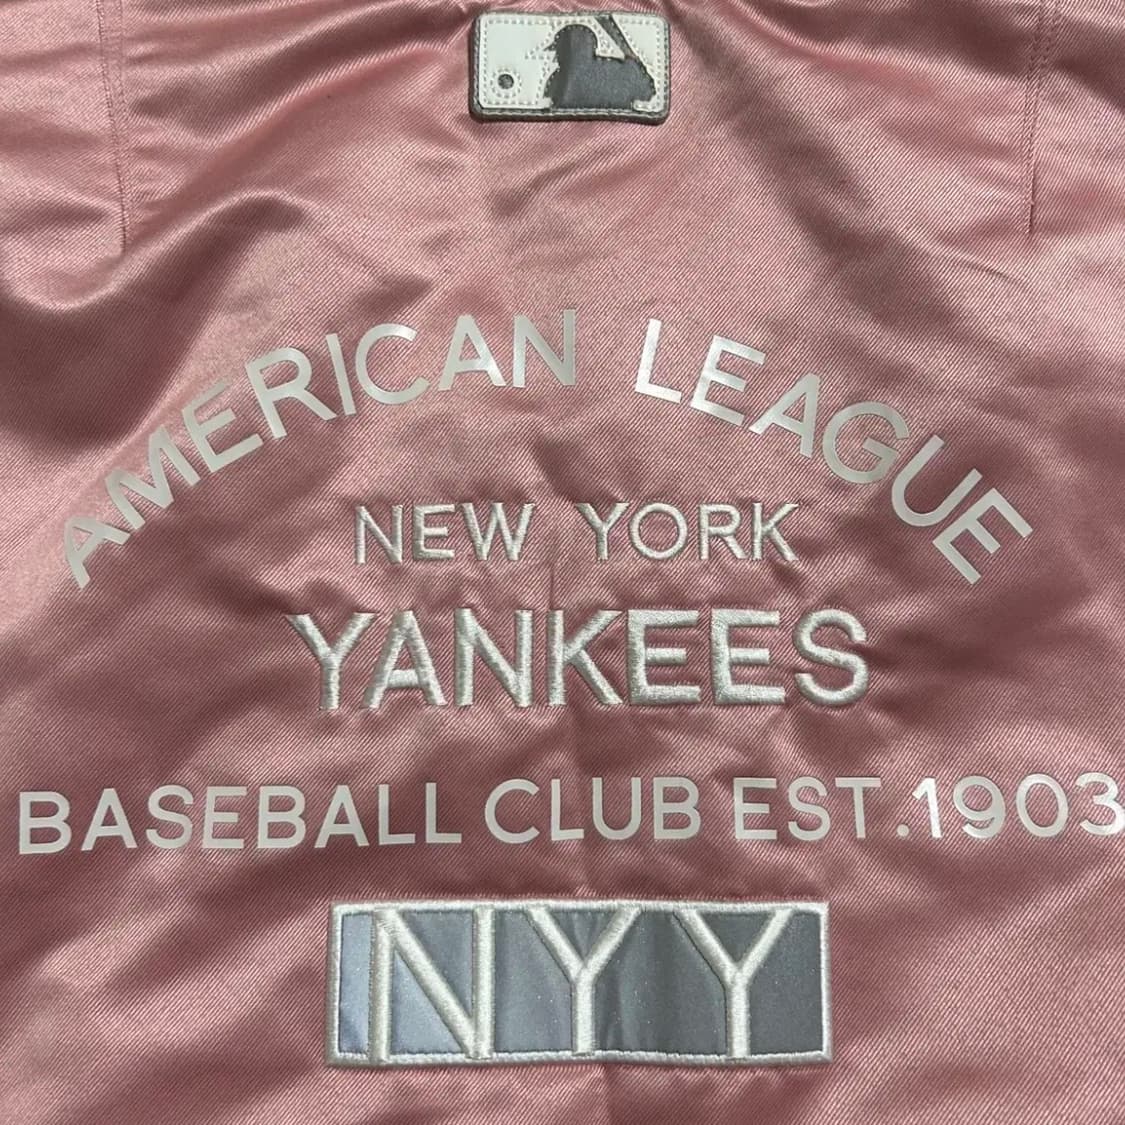 AMERICAN LEAGUE
NEW YORK
YANKEES
BASEBALL CLUB EST.1903
NYY